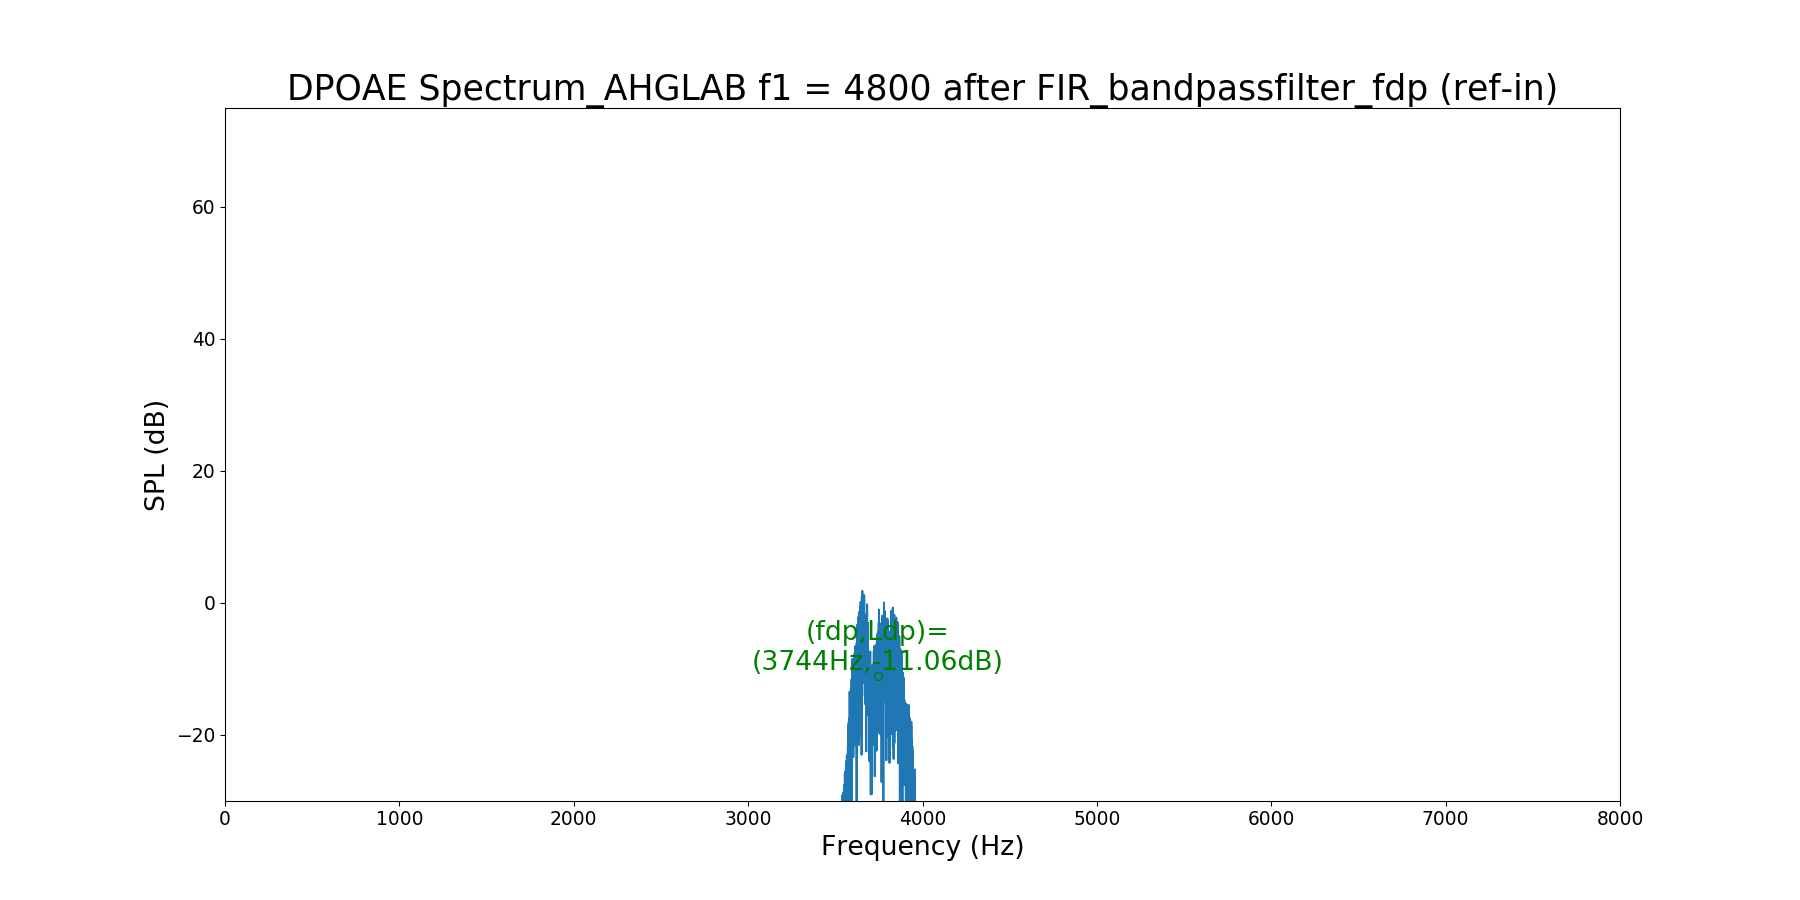 DPOAE Spectrum_AHGLAB f1 = 4800 after FIR_bandpassfilter_fdp (ref-in)
60
40
20
0
−20
SPL (dB)
(fdp,Ldp)=
(3744Hz,-11.06dB)
0 1000 2000 3000 4000 5000 6000 7000 8000
Frequency (Hz)